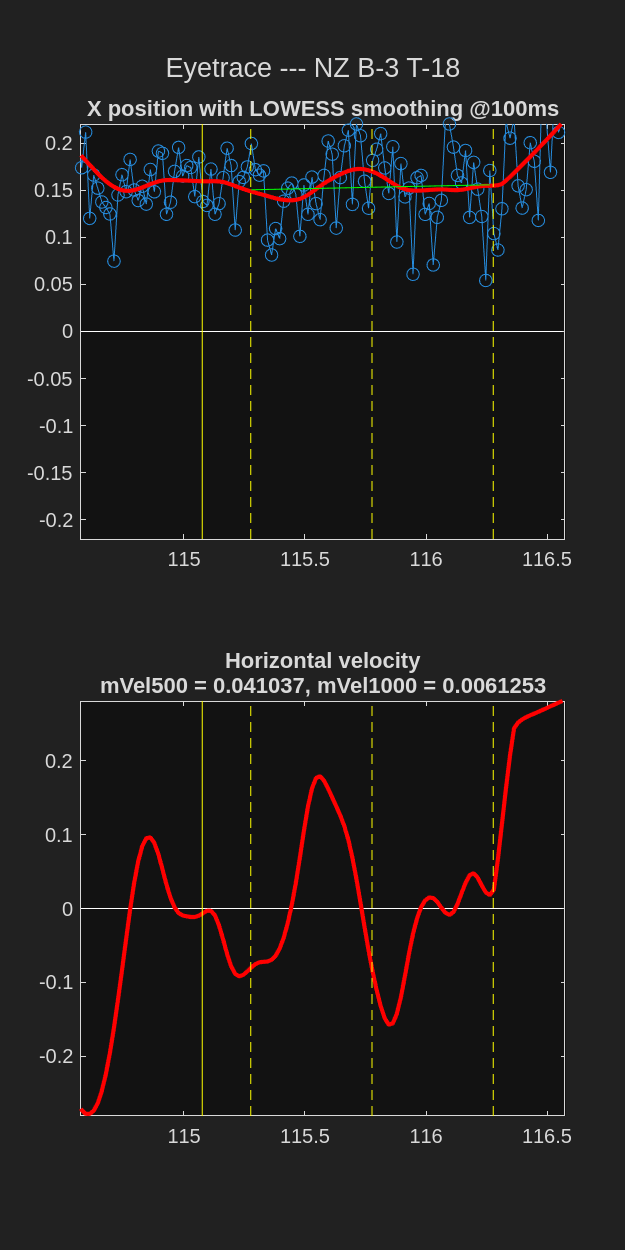 Eyetrace --- NZ B-3 T-18
X position with LOWESS smoothing @100ms
0.2
0.15
0.1
0.05
0
-0.05
-0.1
-0.15
-0.2
115 115.5 116 116.5
Horizontal velocity
mVel500 = 0.041037, mVel1000 = 0.0061253
0.2
0.1
0
-0.1
-0.2
115 115.5 116 116.5